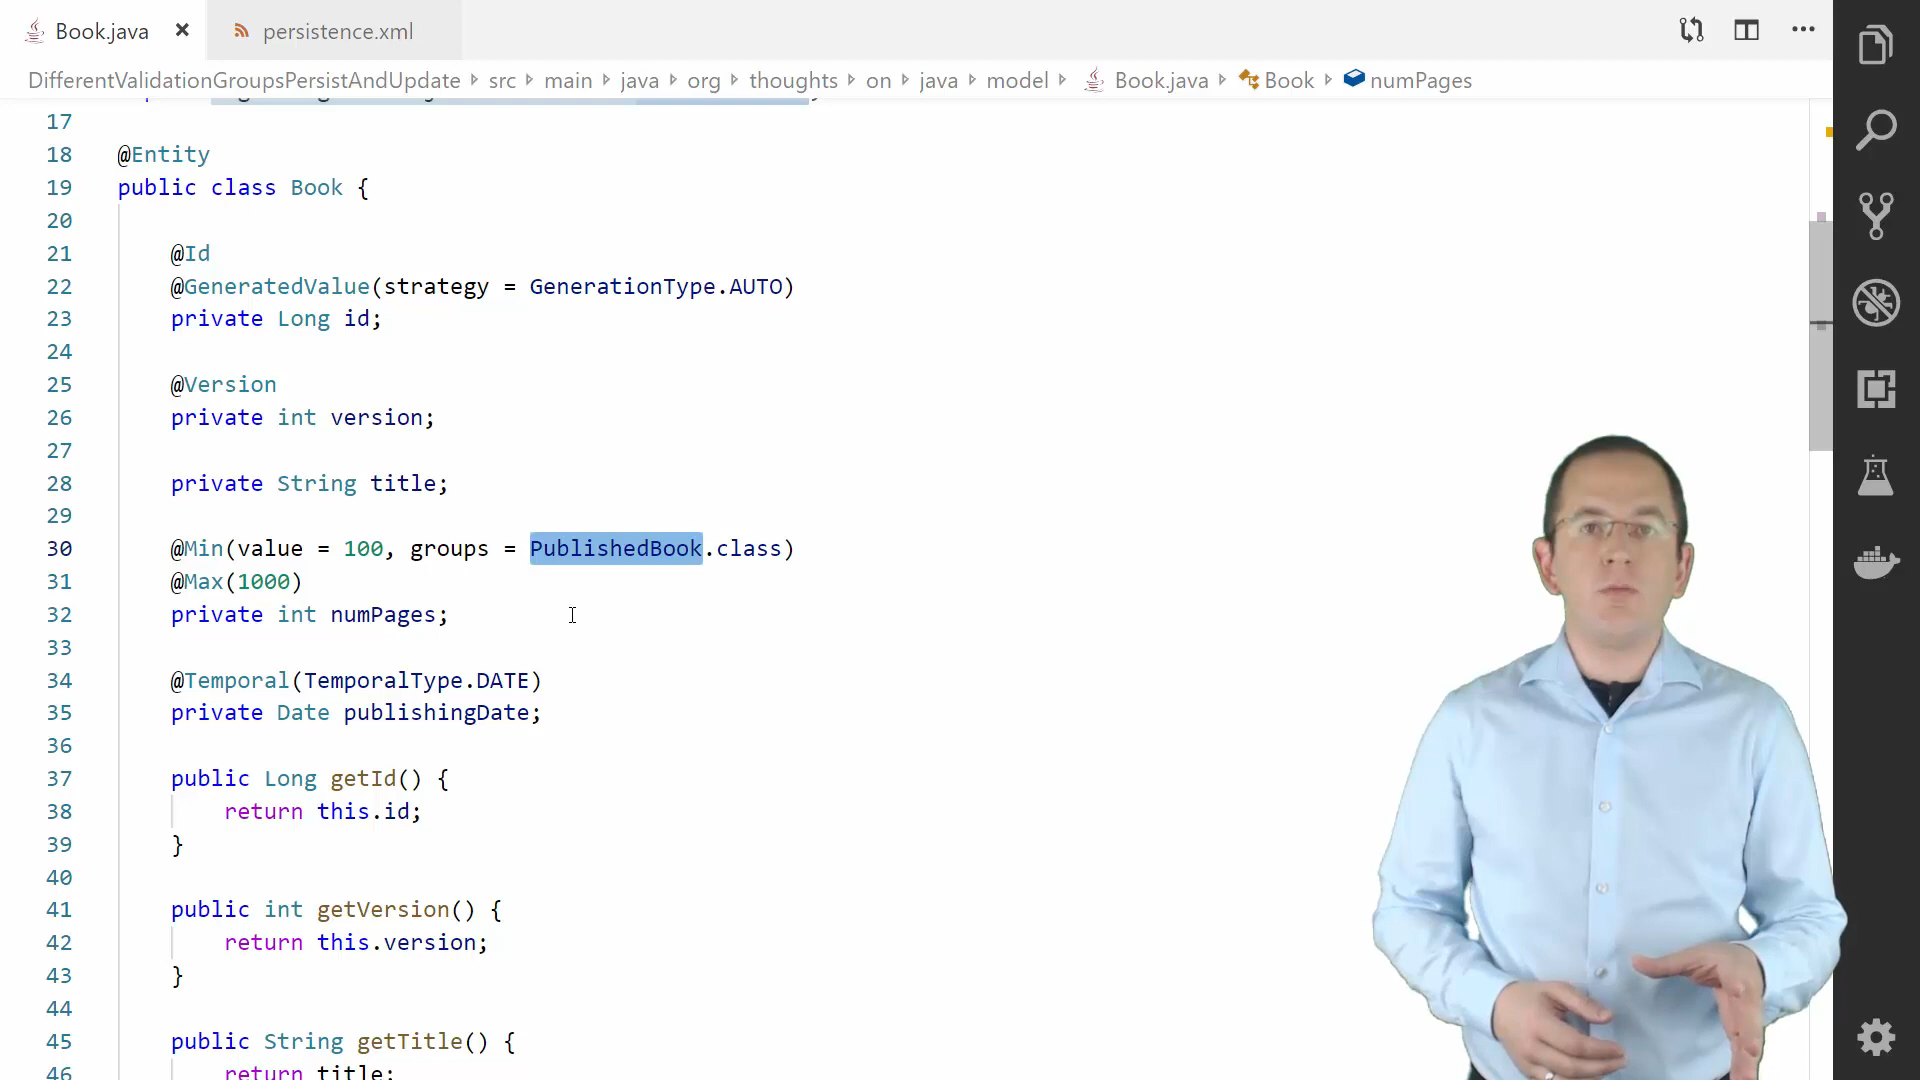 Book.java
persistence.xml
DifferentValidationGroupsPersistAndUpdate src main java org thoughts on java model Book.java Book numPages
17
18 @Entity
19 public class Book {
20
21 @Id
22 @GeneratedValue(strategy = GenerationType.AUTO)
23 private Long id;
24
25 @Version
26 private int version;
27
28 private String title;
29
30 @Min(value = 100, groups = PublishedBook.class)
31 @Max(1000)
32 private int numPages;
33
34 @Temporal(TemporalType.DATE)
35 private Date publishingDate;
36
37 public Long getId() {
38 return this.id;
39 }
40
41 public int getVersion() {
42 return this.version;
43 }
44
45 public String getTitle() {
46 return title;